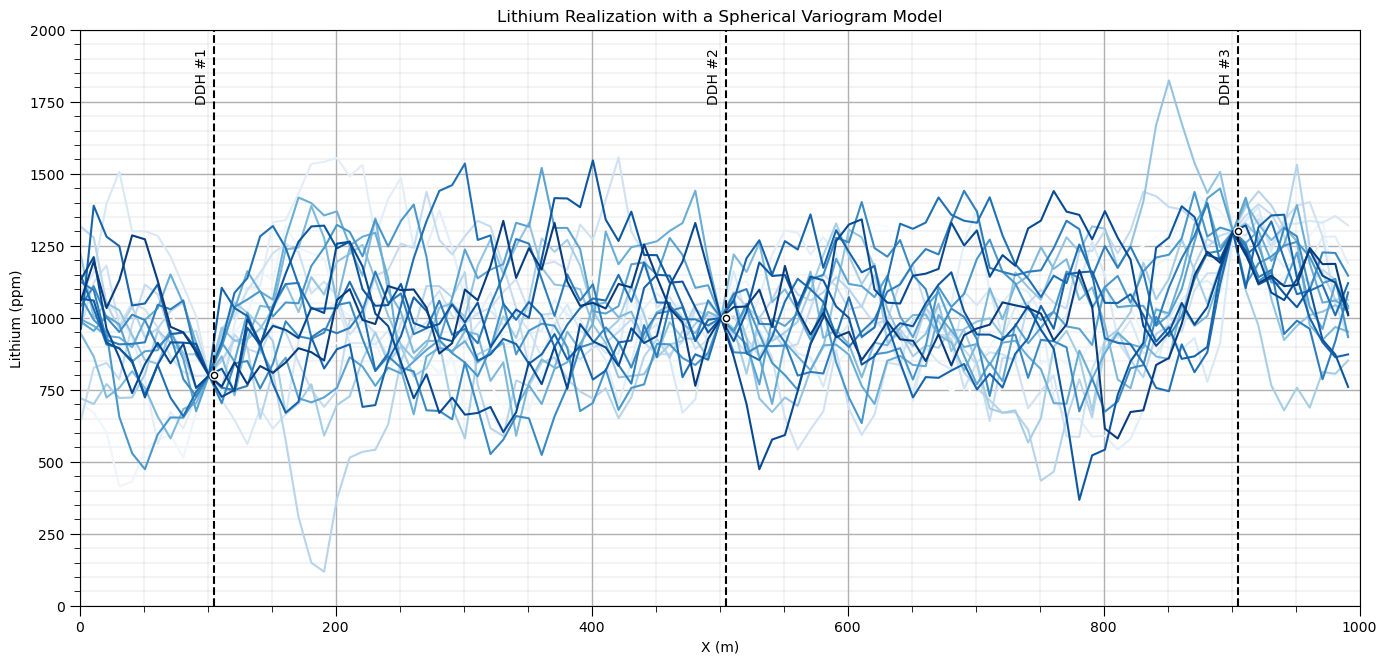 Lithium Realization with a Spherical Variogram Model
2000
1750
1500
1250
1000
750
500
250
0
Lithium (ppm)
DDH #1
DDH #2
DDH #3
0
200
400
600
800
1000
X (m)